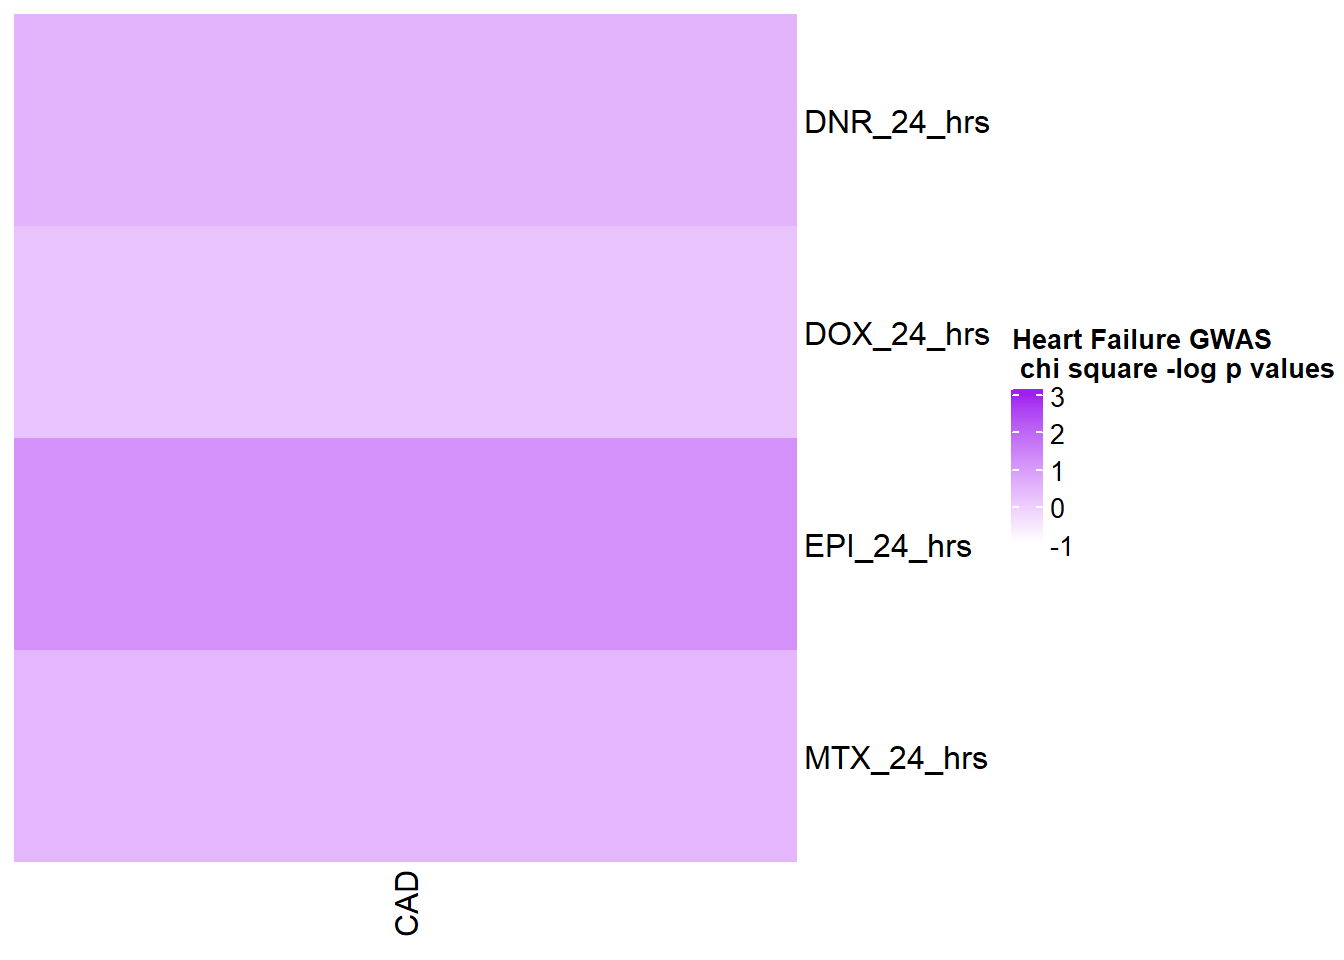 DNR_24_hrs
DOX_24_hrs
EPI_24_hrs
MTX_24_hrs
CAD
Heart Failure GWAS
chi square -log p values
3
2
1
0
-1